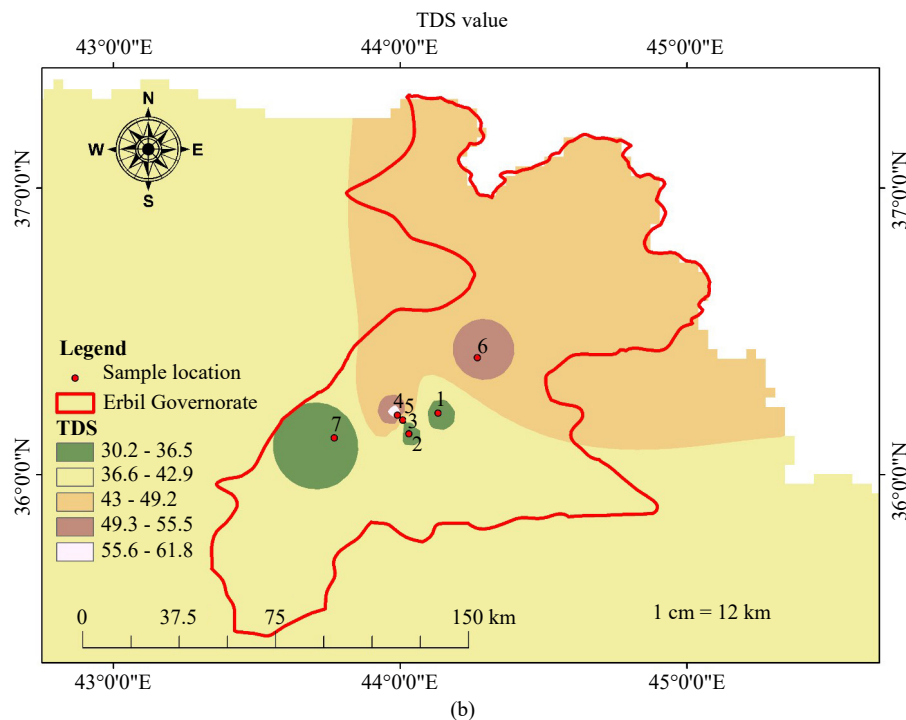 TDS value
43°0'0"E 44°0'0"E 45°0'0"E
N
W E
S
37°0'0"N 37°0'0"N
6
Legend
Sample location
Erbil Governorate
TDS
30.2 - 36.5
36.6 - 42.9
43 - 49.2
49.3 - 55.5
55.6 - 61.8
4 5 1
3
7 2
36°0'0"N 36°0'0"N
0 37.5 75 150 km
1 cm = 12 km
43°0'0"E 44°0'0"E 45°0'0"E
(b)